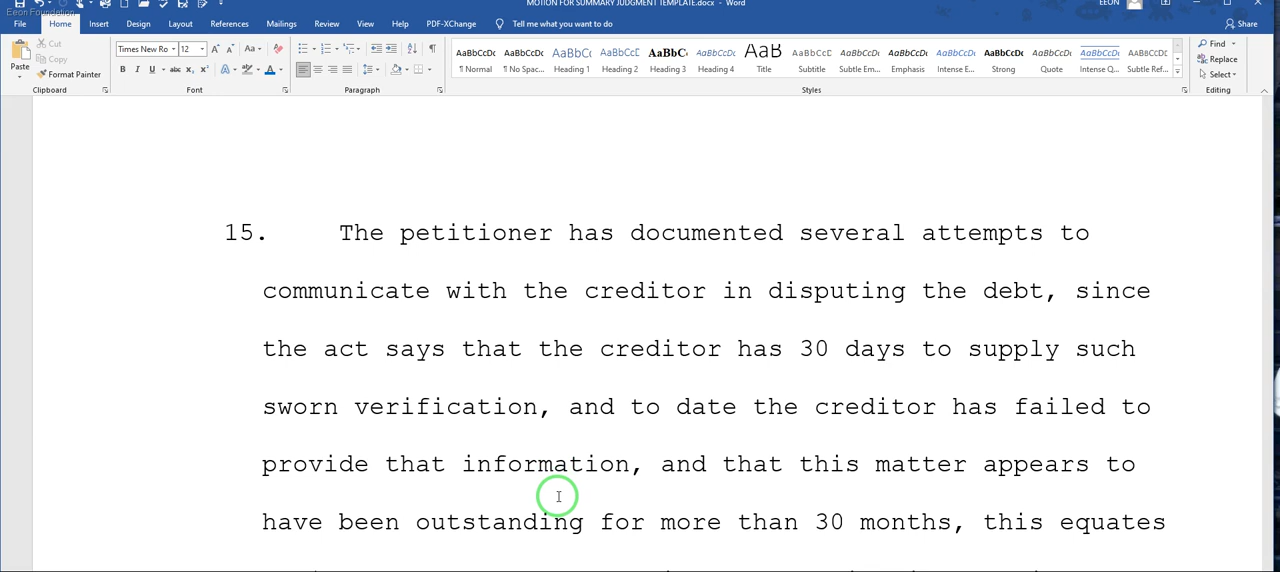 MOTION FOR SUMMARY JUDGMENT TEMPLATE.docx - Word
EEON
Eeon Foundation
File Home Insert Design Layout References Mailings Review View Help PDF-XChange Tell me what you want to do Share
Paste
Cut
Copy
Format Painter
Clipboard
Times New Ro 12
Font
Paragraph
AaBbCcDc AaBbCcDc AaBbC( AaBbCcD AaBbC( AaBbCcDc AaB AaBbCcD AaBbCcDc AaBbCcDc AaBbCcDc AaBbCcDc AaBbCcDc AaBbCcDc AaBbCcDc
¶ Normal ¶ No Spac... Heading 1 Heading 2 Heading 3 Heading 4 Title Subtitle Subtle Em... Emphasis Intense E... Strong Quote Intense Q... Subtle Ref...
Styles
Find
Replace
Select
Editing
15. The petitioner has documented several attempts to
communicate with the creditor in disputing the debt, since
the act says that the creditor has 30 days to supply such
sworn verification, and to date the creditor has failed to
provide that information, and that this matter appears to
have been outstanding for more than 30 months, this equates